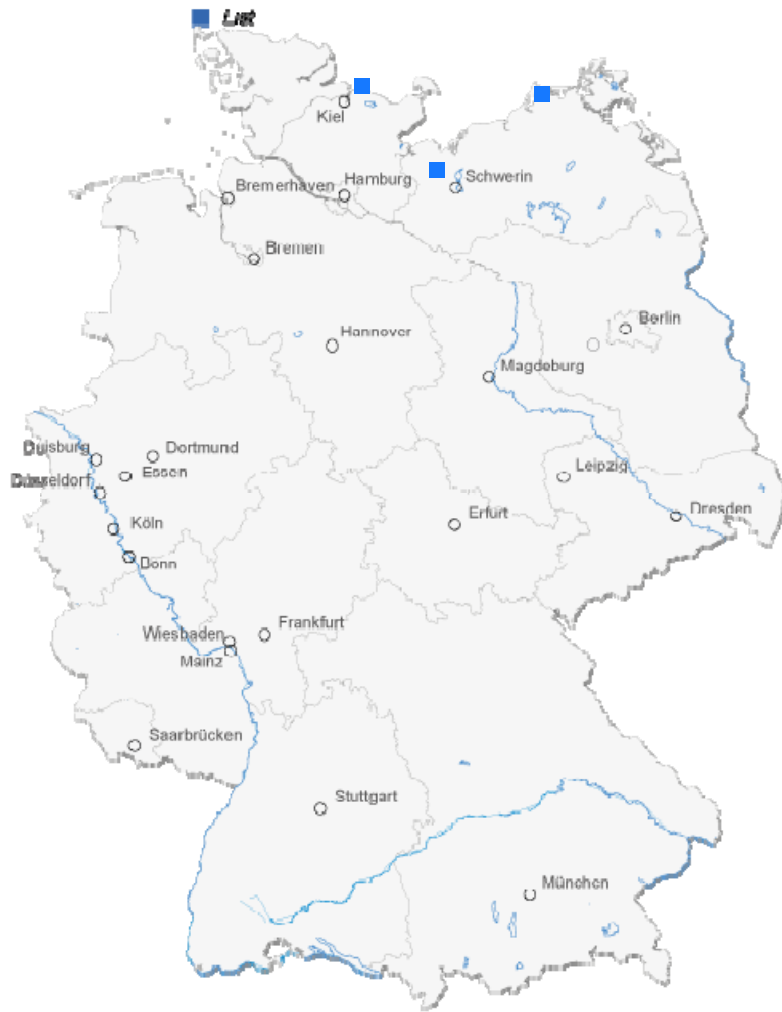 List
Kiel
Schwerin
Hamburg
Bremerhaven
Bremen
Berlin
Hannover
Magdeburg
Duisburg
Dortmund
Essen
Leipzig
Düsseldorf
Dresden
Erfurt
Köln
Donn
Frankfurt
Wiesbaden
Mainz
Saarbrücken
Stuttgart
München